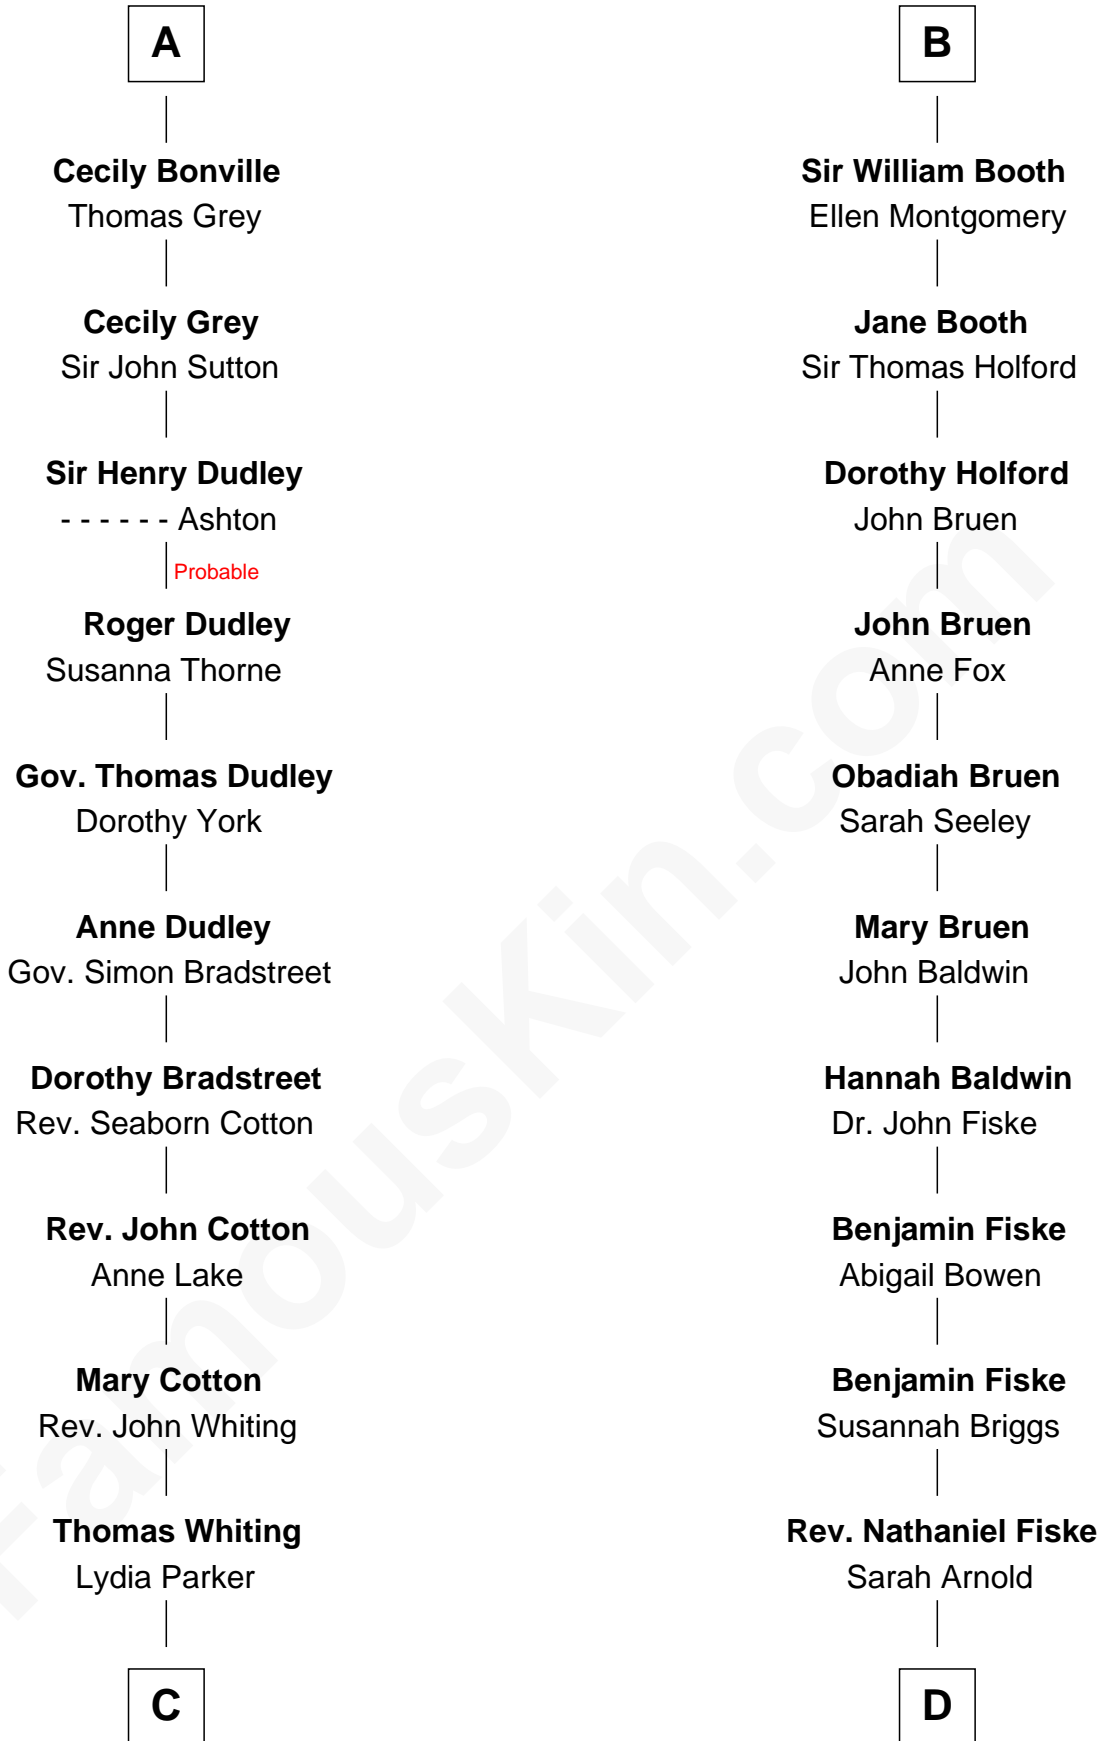 A
Cecily Bonville
Thomas Grey
Cecily Grey
Sir John Sutton
Sir Henry Dudley
- - - - - - Ashton
Probable
Roger Dudley
Susanna Thorne
Gov. Thomas Dudley
Dorothy York
Anne Dudley
Gov. Simon Bradstreet
Dorothy Bradstreet
Rev. Seaborn Cotton
Rev. John Cotton
Anne Lake
Mary Cotton
Rev. John Whiting
Thomas Whiting
Lydia Parker
C
B
Sir William Booth
Ellen Montgomery
Jane Booth
Sir Thomas Holford
Dorothy Holford
John Bruen
John Bruen
Anne Fox
Obadiah Bruen
Sarah Seeley
Mary Bruen
John Baldwin
Hannah Baldwin
Dr. John Fiske
Benjamin Fiske
Abigail Bowen
Benjamin Fiske
Susannah Briggs
Rev. Nathaniel Fiske
Sarah Arnold
D
FamousKin.com